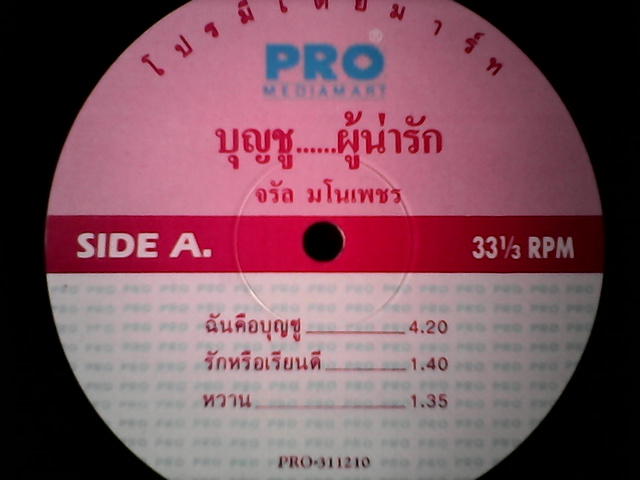 โปรมีเดียมาร์ท
PRO®
MEDIAMART
บุญชู......ผู้น่ารัก
จรัล มโนเพชร
SIDE A.
33⅓ RPM
ฉันคือบุญชู 4.20
รักหรือเรียนดี 1.40
หวาน 1.35
PRO-311210